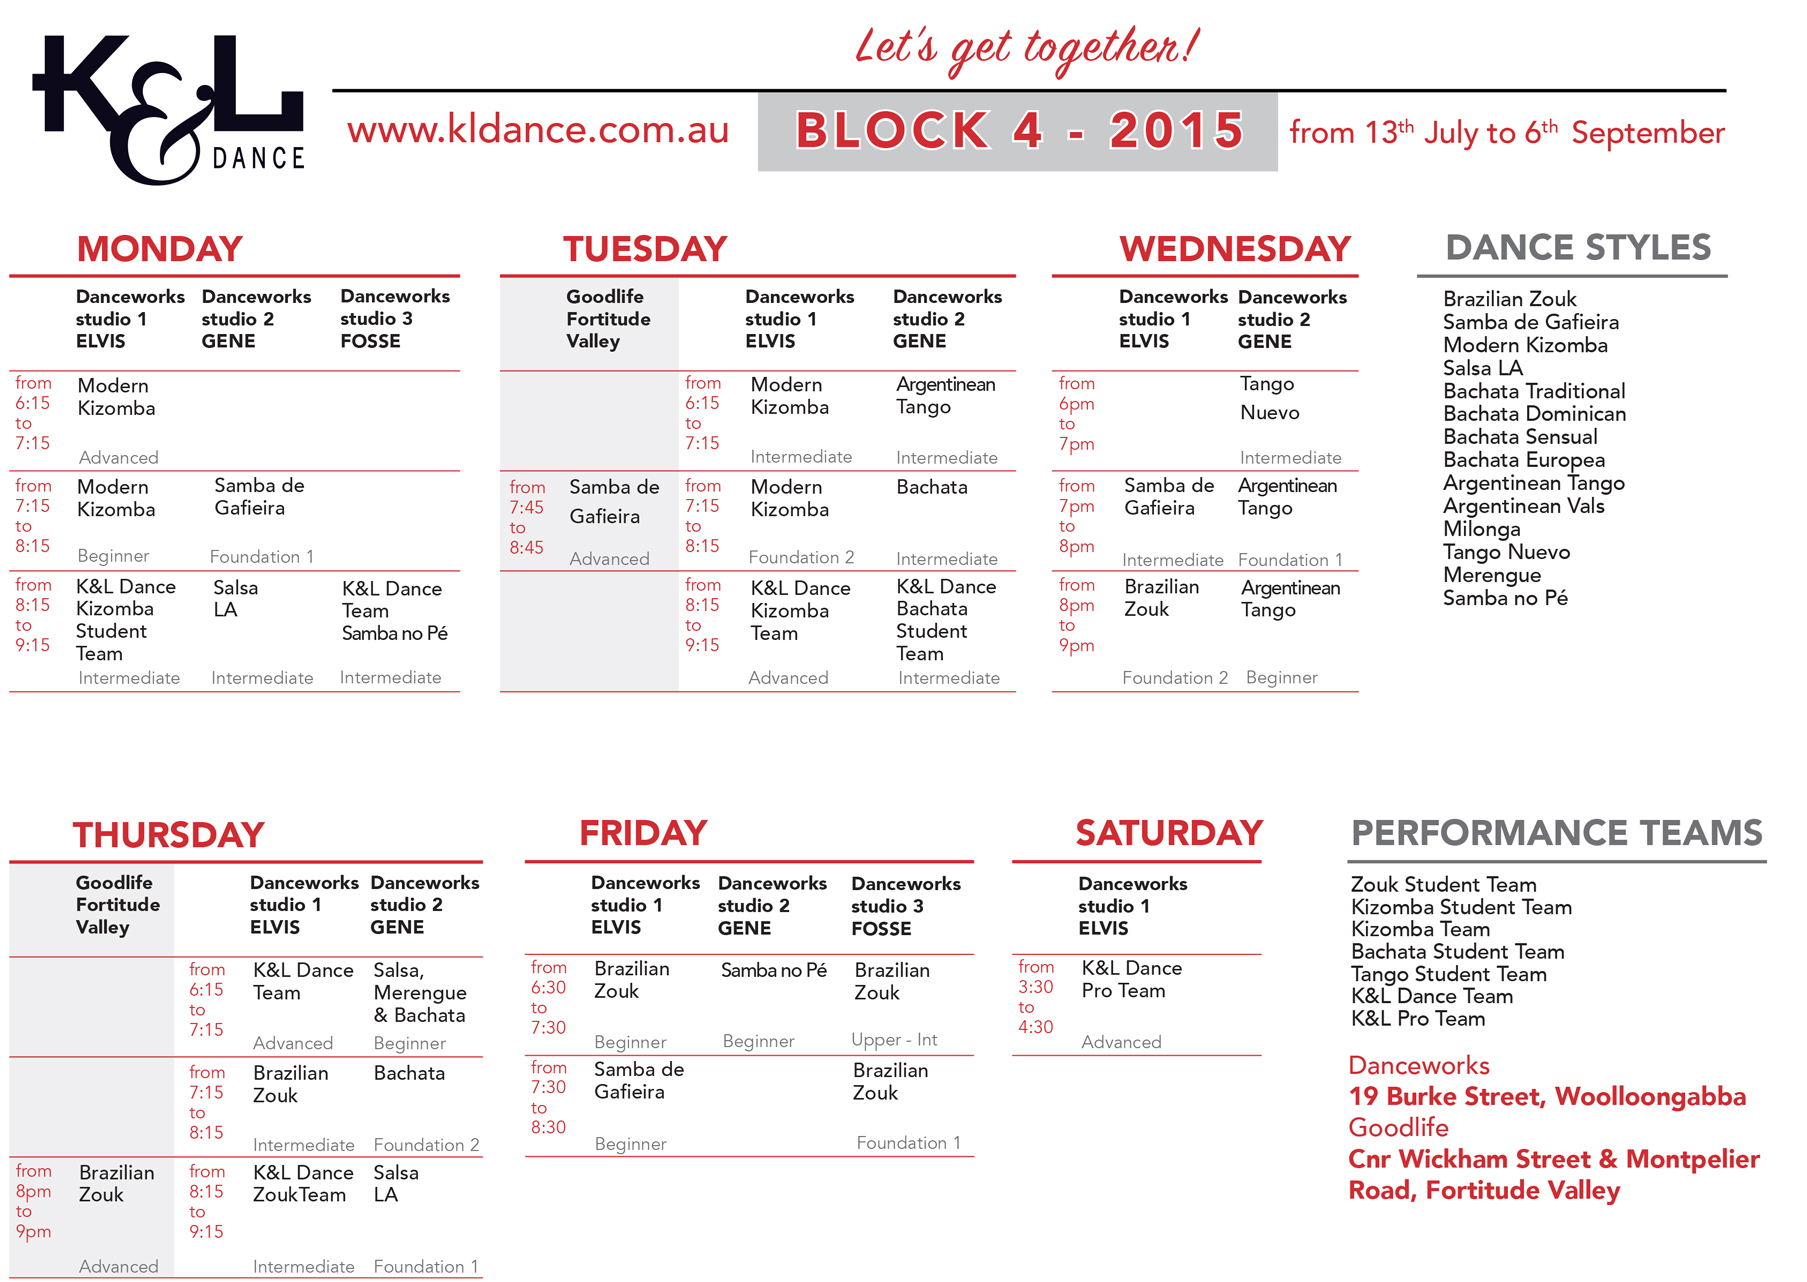 Let's get together!
K&L
DANCE
www.kldance.com.au
BLOCK 4 - 2015
from 13th July to 6th September
MONDAY
Danceworks studio 1 ELVIS
Danceworks studio 2 GENE
Danceworks studio 3 FOSSE
from 6:15 to 7:15
Modern
Kizomba
Advanced
from 7:15 to 8:15
Modern
Kizomba
Beginner
Samba de
Gafieira
Foundation 1
from 8:15 to 9:15
K&L Dance
Kizomba
Student
Team
Intermediate
Salsa
LA
Intermediate
K&L Dance
Team
Samba no Pé
Intermediate
TUESDAY
Goodlife
Fortitude
Valley
Danceworks
studio 1
ELVIS
Danceworks
studio 2
GENE
from 6:15 to 7:15
Modern
Kizomba
Intermediate
Argentinean
Tango
Intermediate
from 7:45 to 8:45
Samba de
Gafieira
Advanced
from 7:15 to 8:15
Modern
Kizomba
Foundation 2
Bachata
Intermediate
from 8:15 to 9:15
K&L Dance
Kizomba
Team
Advanced
K&L Dance
Bachata
Student
Team
Intermediate
WEDNESDAY
Danceworks
studio 1
ELVIS
Danceworks
studio 2
GENE
from 6pm to 7pm
Tango
Nuevo
Intermediate
from 7pm to 8pm
Samba de
Gafieira
Intermediate
Argentinean
Tango
Foundation 1
from 8pm to 9pm
Brazilian
Zouk
Foundation 2
Argentinean
Tango
Beginner
DANCE STYLES
Brazilian Zouk
Samba de Gafieira
Modern Kizomba
Salsa LA
Bachata Traditional
Bachata Dominican
Bachata Sensual
Bachata Europea
Argentinean Tango
Argentinean Vals
Milonga
Tango Nuevo
Merengue
Samba no Pé
THURSDAY
Goodlife
Fortitude
Valley
Danceworks
studio 1
ELVIS
Danceworks
studio 2
GENE
from 6:15 to 7:15
K&L Dance
Team
Advanced
Salsa,
Merengue
& Bachata
Beginner
from 7:15 to 8:15
Brazilian
Zouk
Intermediate
Bachata
Foundation 2
from 8pm to 9pm
Brazilian
Zouk
Advanced
from 8:15 to 9:15
K&L Dance
ZoukTeam
Intermediate
Salsa
LA
Foundation 1
FRIDAY
Danceworks
studio 1
ELVIS
Danceworks
studio 2
GENE
Danceworks
studio 3
FOSSE
from 6:30 to 7:30
Brazilian
Zouk
Beginner
Samba no Pé
Beginner
Brazilian
Zouk
Upper - Int
from 7:30 to 8:30
Samba de
Gafieira
Beginner
Brazilian
Zouk
Foundation 1
SATURDAY
Danceworks
studio 1
ELVIS
from 3:30 to 4:30
K&L Dance
Pro Team
Advanced
PERFORMANCE TEAMS
Zouk Student Team
Kizomba Student Team
Kizomba Team
Bachata Student Team
Tango Student Team
K&L Dance Team
K&L Pro Team
Danceworks
19 Burke Street, Woolloongabba
Goodlife
Cnr Wickham Street & Montpelier
Road, Fortitude Valley